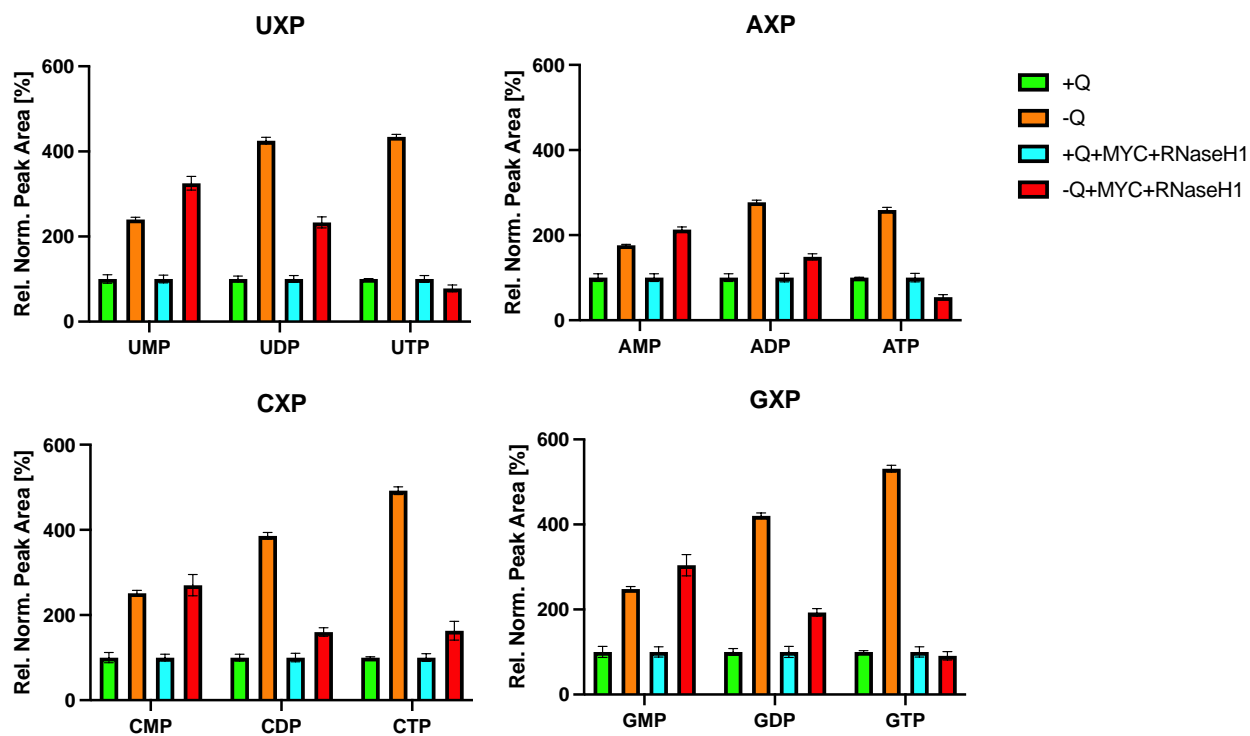 UXP
Rel. Norm. Peak Area [%]
600
400
200
0
UMP UDP UTP
AXP
Rel. Norm. Peak Area [%]
600
400
200
0
AMP ADP ATP
+Q
-Q
+Q+MYC+RNaseH1
-Q+MYC+RNaseH1
CXP
Rel. Norm. Peak Area [%]
600
400
200
0
CMP CDP CTP
GXP
Rel. Norm. Peak Area [%]
600
400
200
0
GMP GDP GTP